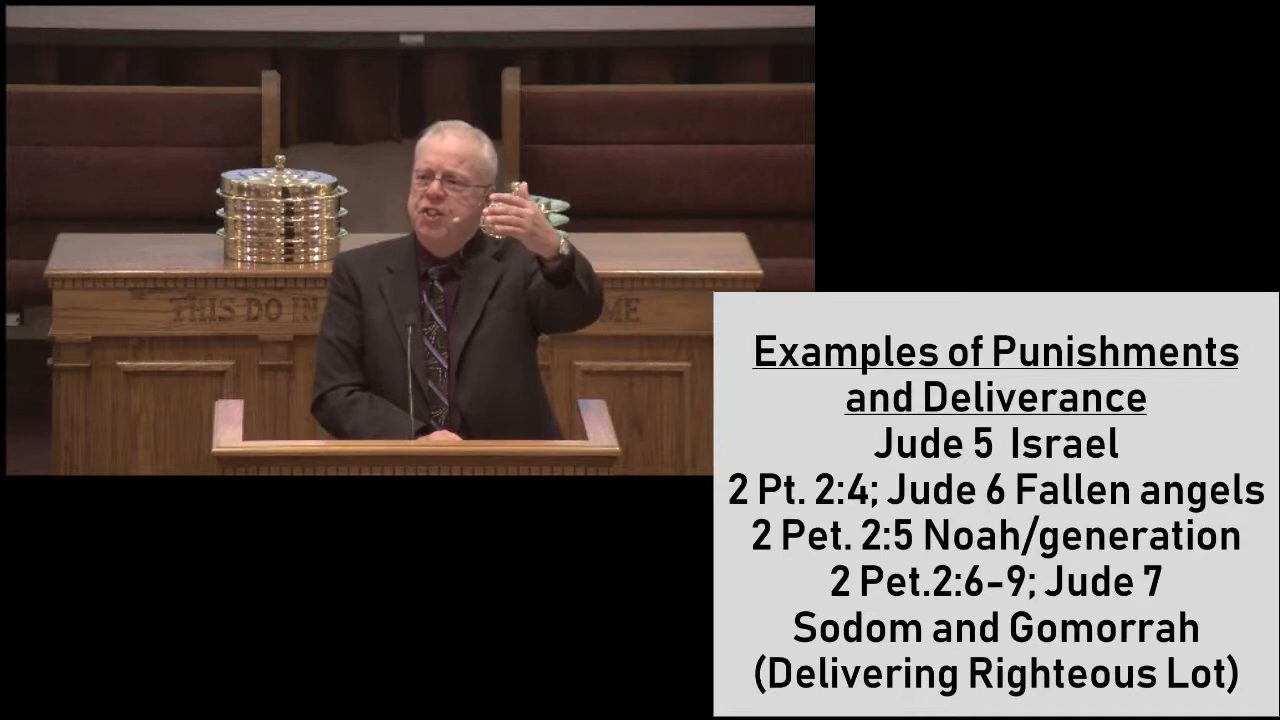 THIS DO IN ME
Examples of Punishments
and Deliverance
Jude 5 Israel
2 Pt. 2:4; Jude 6 Fallen angels
2 Pet. 2:5 Noah/generation
2 Pet.2:6-9; Jude 7
Sodom and Gomorrah
(Delivering Righteous Lot)